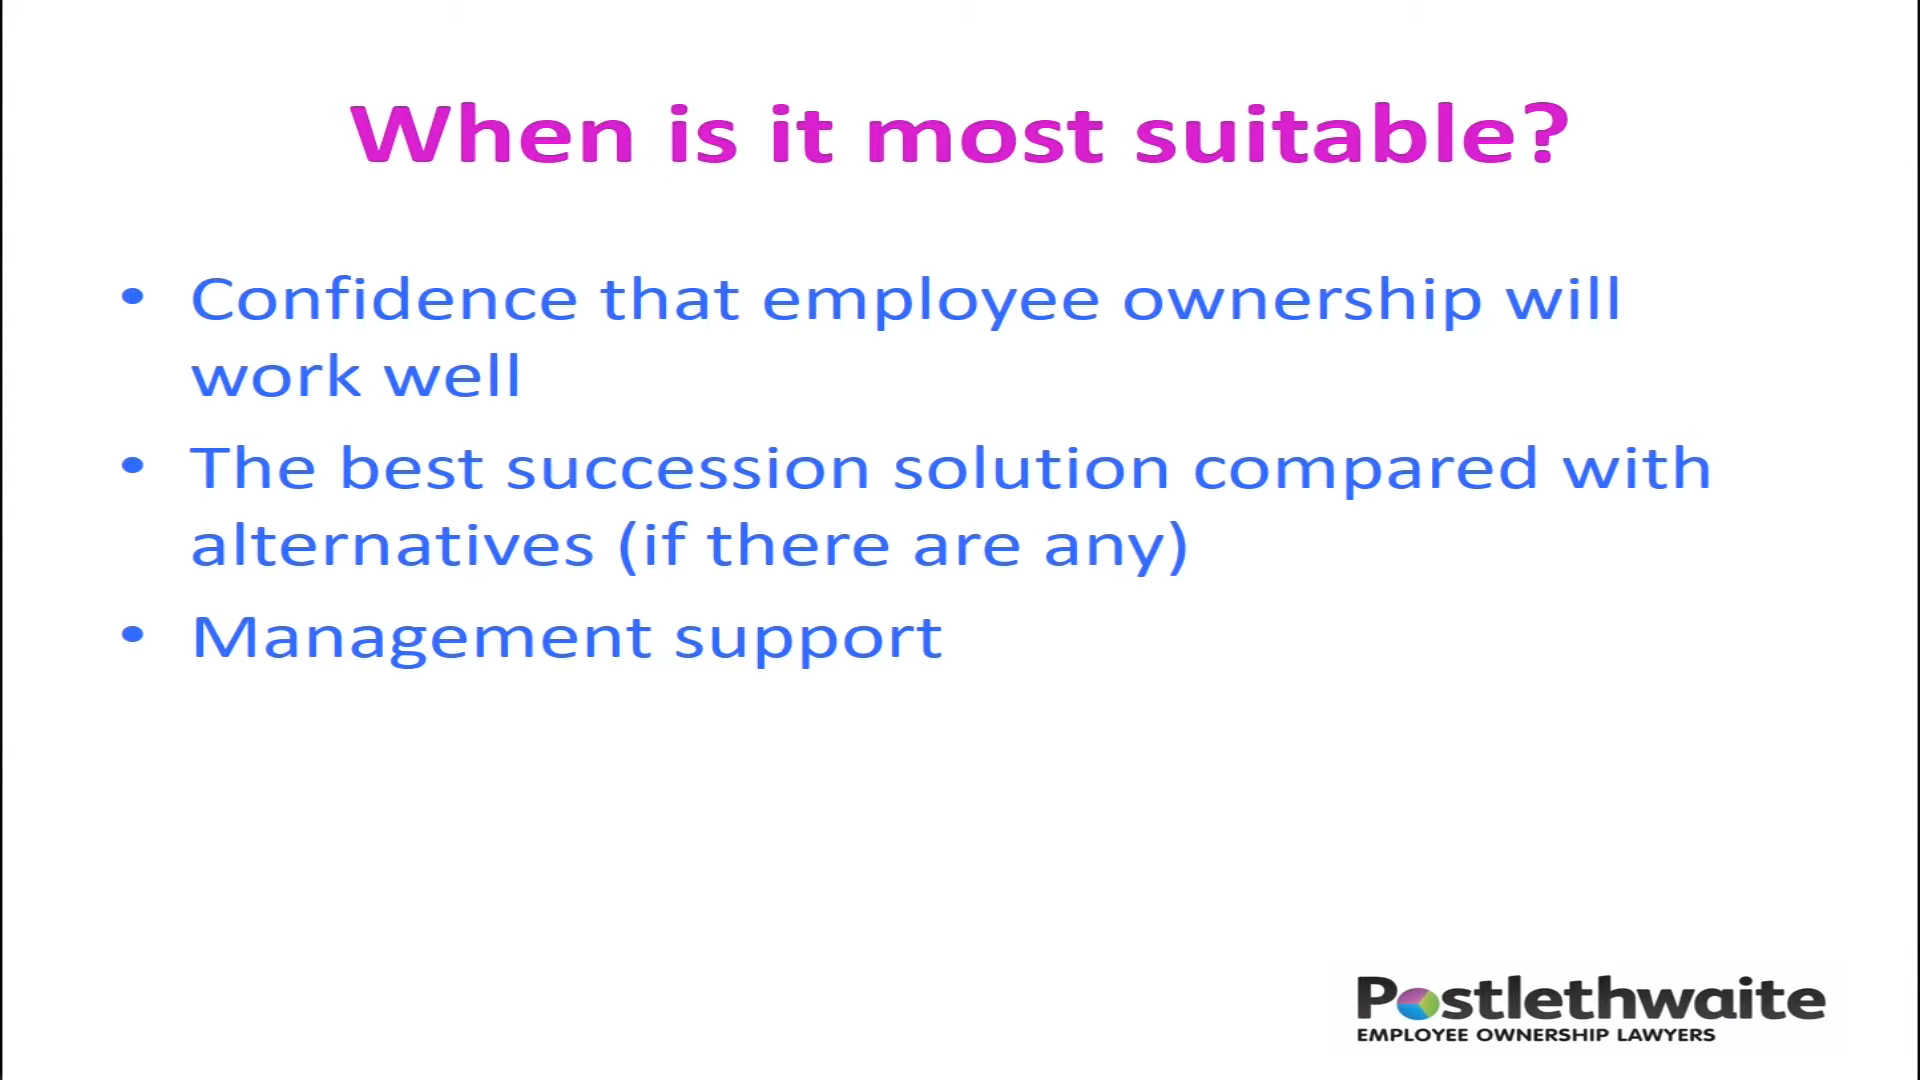 When is it most suitable?
• Confidence that employee ownership will
work well
• The best succession solution compared with
alternatives (if there are any)
• Management support
Postlethwaite
EMPLOYEE OWNERSHIP LAWYERS